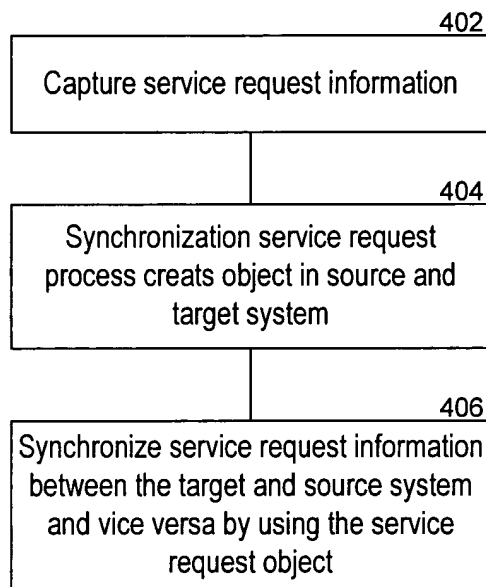 402
Capture service request information
404
Synchronization service request
process creats object in source and
target system
406
Synchronize service request information
between the target and source system
and vice versa by using the service
request object